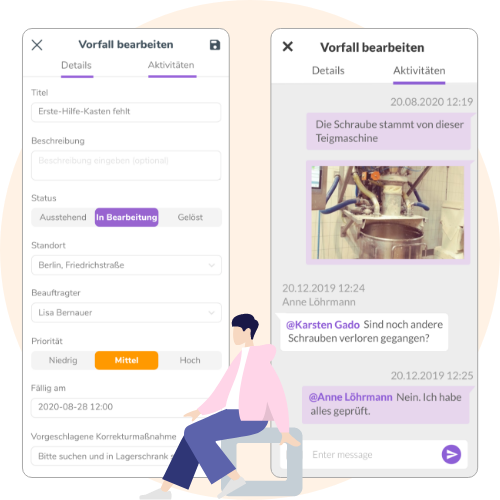 Vorfall bearbeiten
Details
Aktivitäten
Titel
Erste-Hilfe-Kasten fehlt
Beschreibung
Beschreibung eingeben (optional)
Status
Ausstehend
In Bearbeitung
Gelöst
Standort
Berlin, Friedrichstraße
Beauftragter
Lisa Bernauer
Priorität
Niedrig
Mittel
Hoch
Fällig am
2020-08-28 12:00
Vorgeschlagene Korrekturmaßnahme
Bitte suchen und in Lagerschrank
Vorfall bearbeiten
Details
Aktivitäten
20.08.2020 12:19
Die Schraube stammt von dieser
Teigmaschine
20.12.2019 12:24
Anne Löhrmann
@Karsten Gado Sind noch andere
Schrauben verloren gegangen?
20.12.2019 12:25
@Anne Löhrmann Nein. Ich habe
alles geprüft.
Enter message